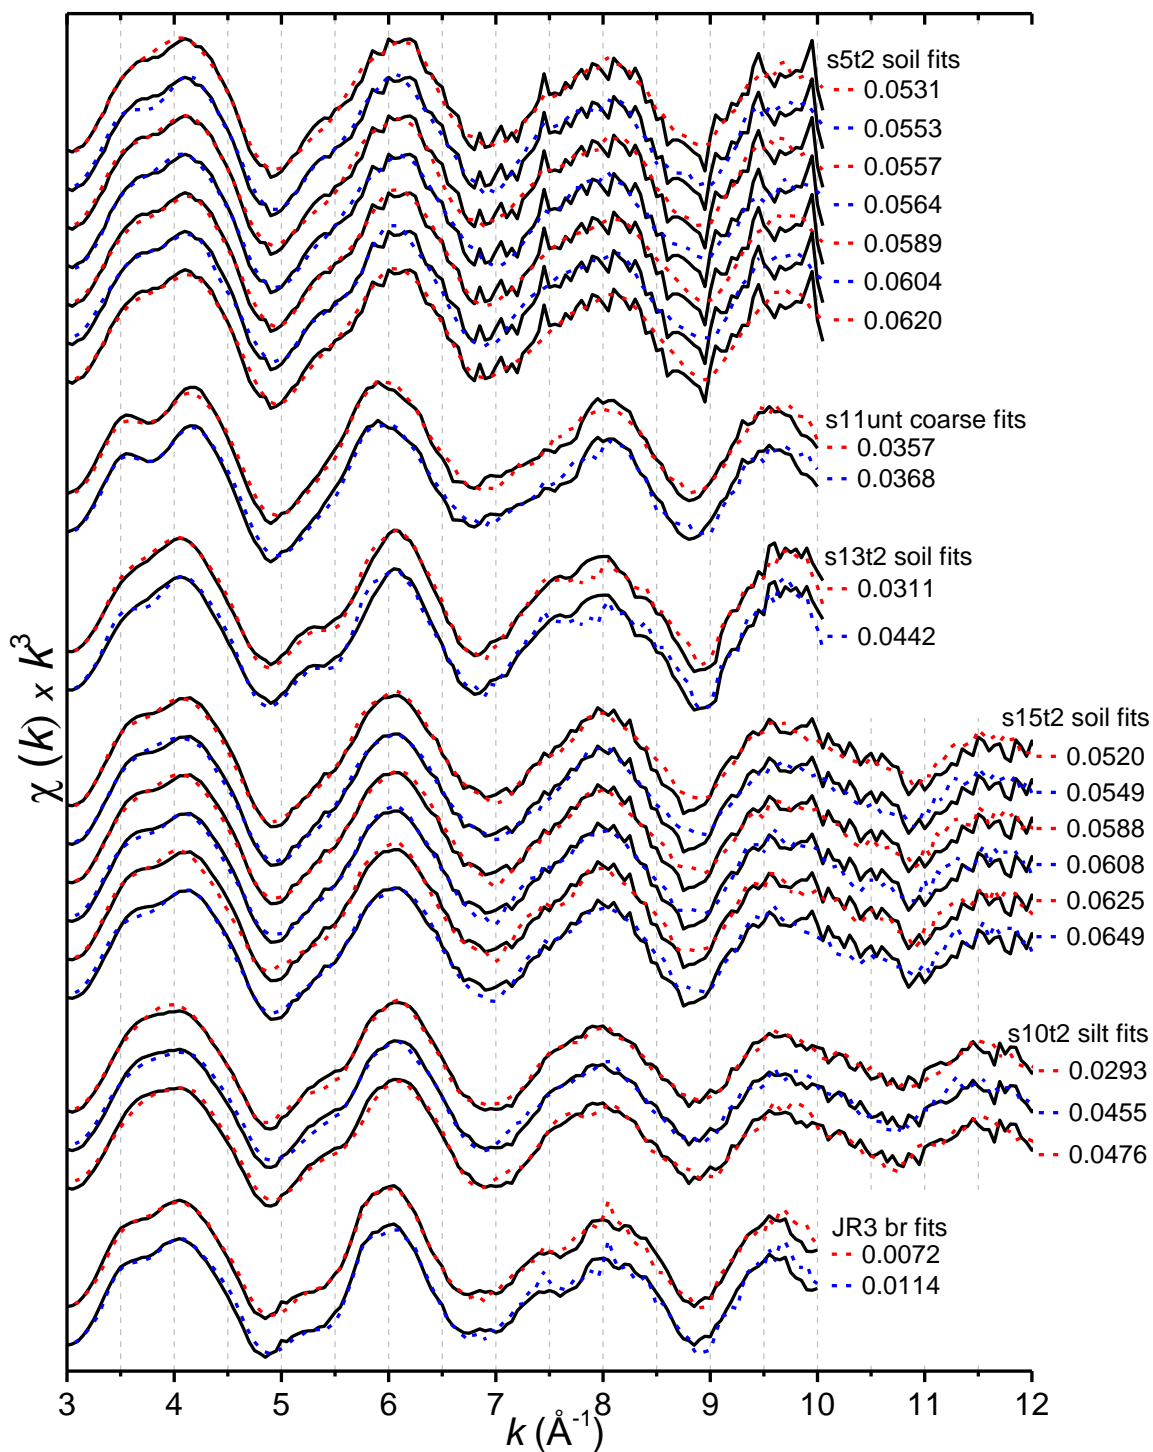 s5t2 soil fits
0.0531
0.0553
0.0557
0.0564
0.0589
0.0604
0.0620
s11unt coarse fits
0.0357
0.0368
s13t2 soil fits
0.0311
0.0442
χ (k) x k³
s15t2 soil fits
0.0520
0.0549
0.0588
0.0608
0.0625
0.0649
s10t2 silt fits
0.0293
0.0455
0.0476
JR3 br fits
0.0072
0.0114
3 4 5 6 7 8 9 10 11 12
k (Å⁻¹)